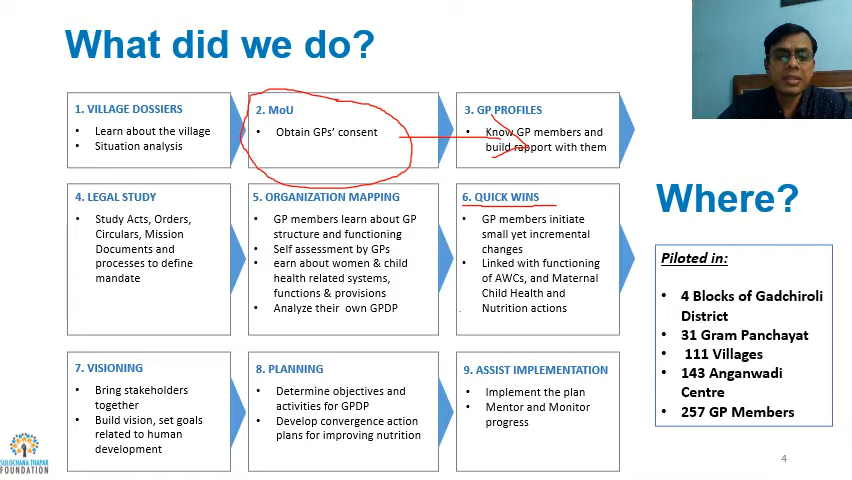 What did we do?
1. VILLAGE DOSSIERS
• Learn about the village
• Situation analysis
2. MoU
• Obtain GPs' consent
3. GP PROFILES
• Know GP members and
build rapport with them
4. LEGAL STUDY
• Study Acts, Orders,
Circulars, Mission
Documents and
processes to define
mandate
5. ORGANIZATION MAPPING
• GP members learn about GP
structure and functioning
• Self assessment by GPs
• earn about women & child
health related systems,
functions & provisions
• Analyze their own GPDP
6. QUICK WINS
• GP members initiate
small yet incremental
changes
• Linked with functioning
of AWCs, and Maternal
Child Health and
Nutrition actions
7. VISIONING
• Bring stakeholders
together
• Build vision, set goals
related to human
development
8. PLANNING
• Determine objectives and
activities for GPDP
• Develop convergence action
plans for improving nutrition
9. ASSIST IMPLEMENTATION
• Implement the plan
• Mentor and Monitor
progress
Where?
Piloted in:
• 4 Blocks of Gadchiroli
District
• 31 Gram Panchayat
• 111 Villages
• 143 Anganwadi
Centre
• 257 GP Members
SULOCHANA THAPAR
FOUNDATION
4